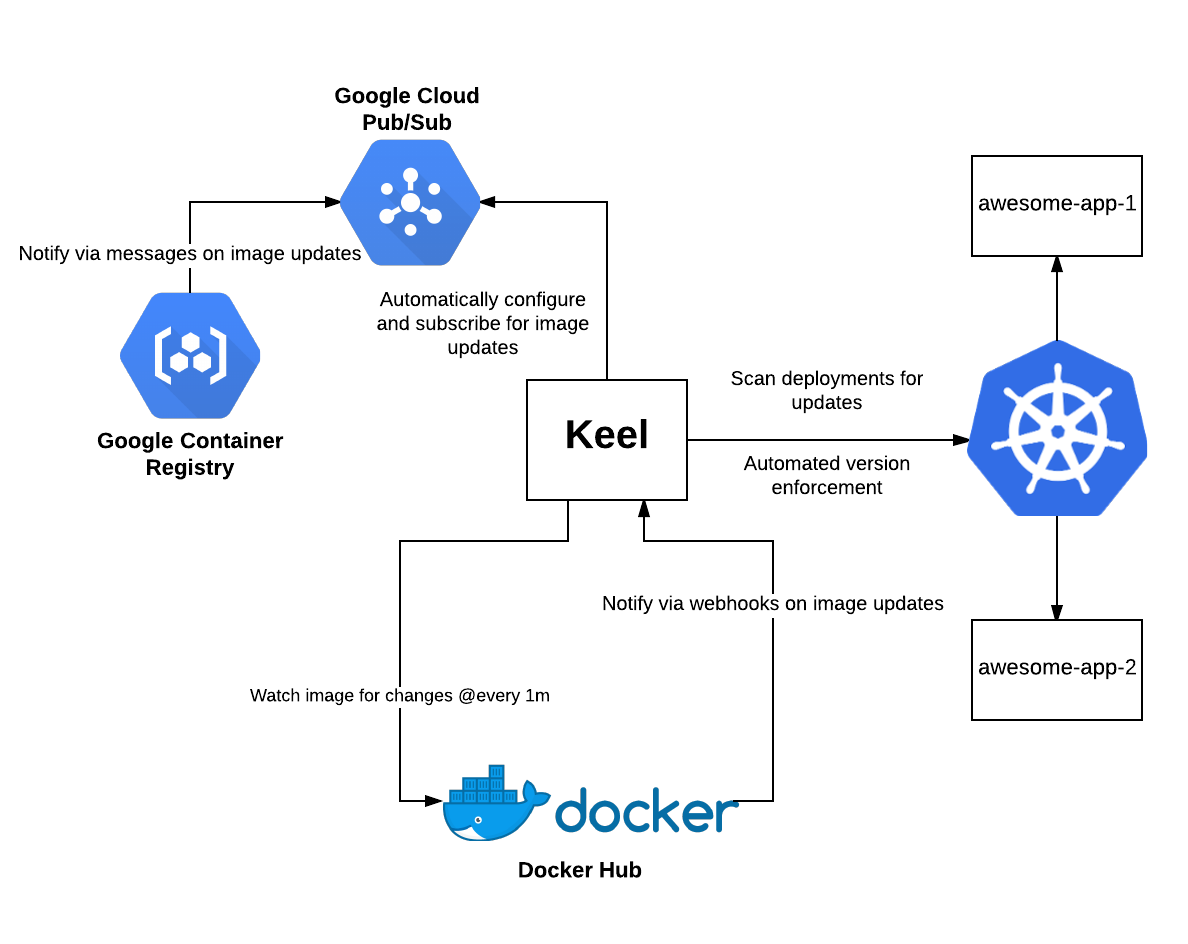 Google Cloud
Pub/Sub
Notify via messages on image updates
Automatically configure
and subscribe for image
updates
Google Container
Registry
Keel
Scan deployments for
updates
Automated version
enforcement
awesome-app-1
awesome-app-2
Notify via webhooks on image updates
Watch image for changes @every 1m
docker
Docker Hub